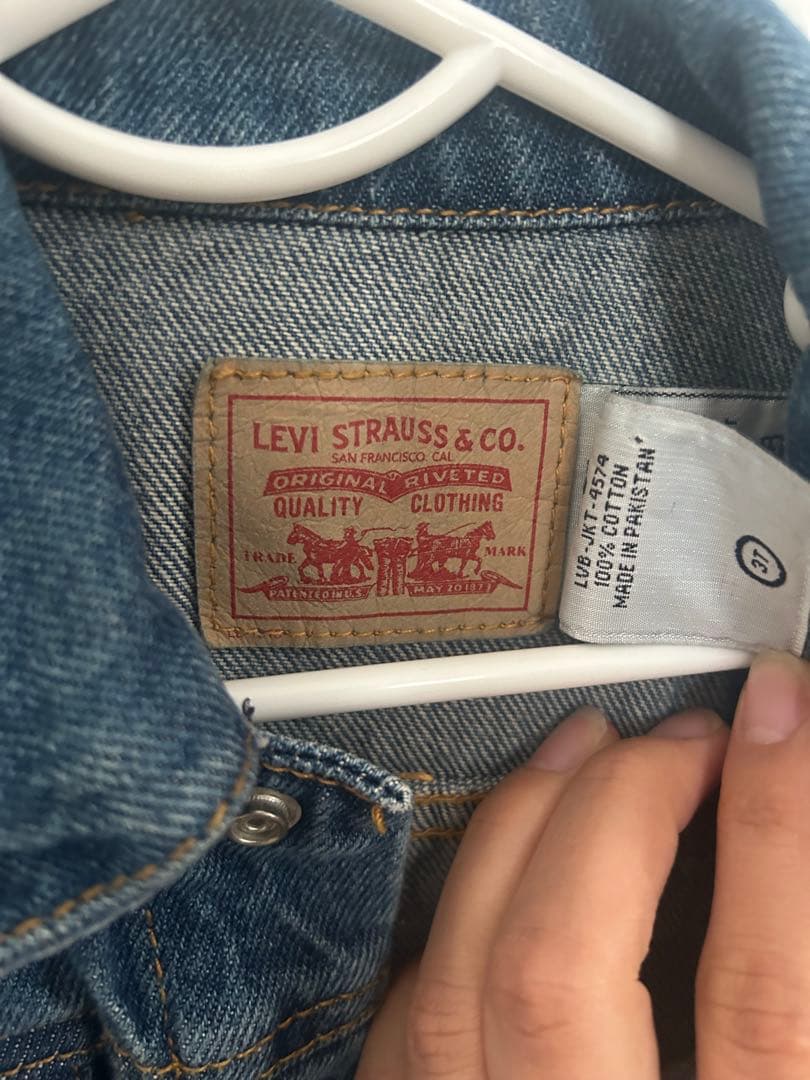 LEVI STRAUSS & CO.
SAN FRANCISCO. CAL
ORIGINAL RIVETED
QUALITY CLOTHING
TRADE MARK
PATENTED IN U.S. MAY 20 1873
LVB-JKT-4574
100% COTTON
MADE IN PAKISTAN
3T